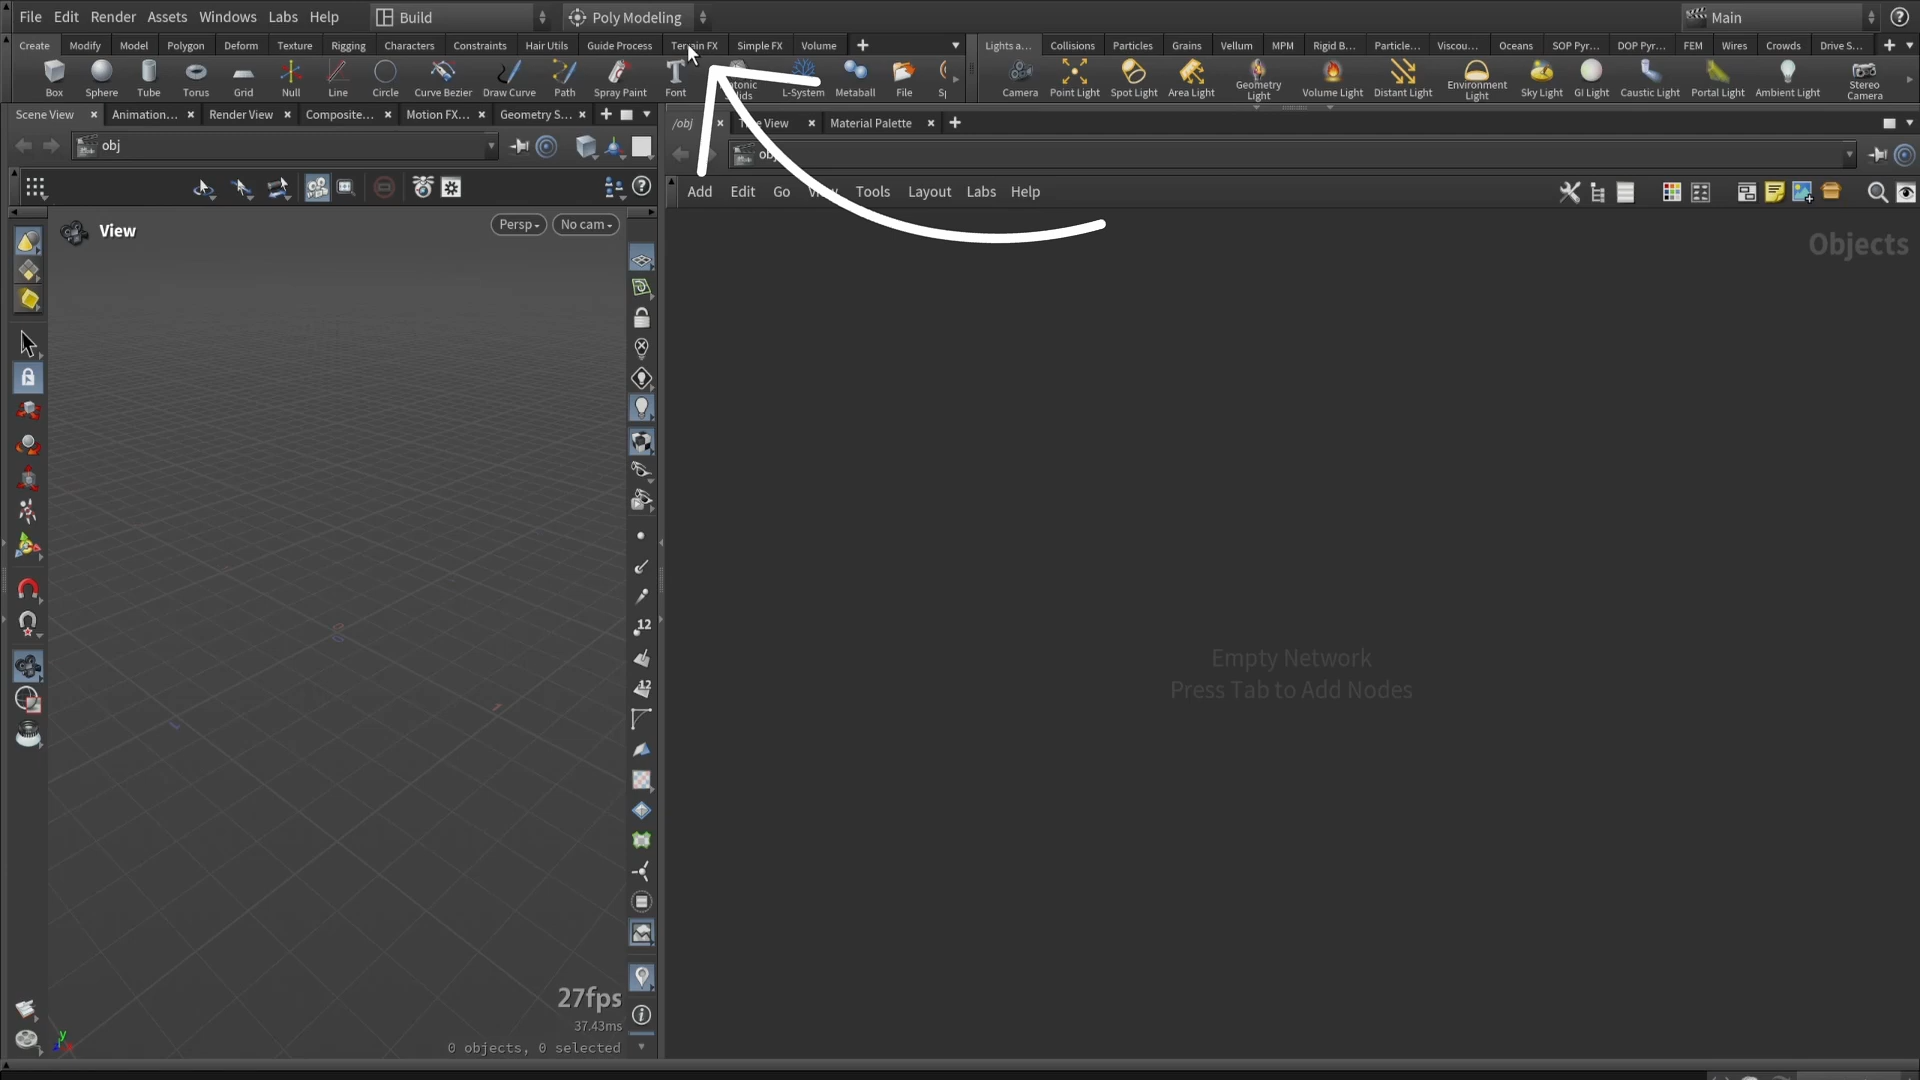 File Edit Render Assets Windows Labs Help Build Poly Modeling Main
Create Modify Model Polygon Deform Texture Rigging Characters Constraints Hair Utils Guide Process Terrain FX Simple FX Volume
Lights a... Collisions Particles Grains Vellum MPM Rigid B... Particle... Viscou... Oceans SOP Pyr... DOP Pyr... FEM Wires Crowds Drive S...
Box Sphere Tube Torus Grid Null Line Circle Curve Bezier Draw Curve Path Spray Paint Font L-System Metaball File
Camera Point Light Spot Light Area Light Geometry Light Volume Light Distant Light Environment Light Sky Light GI Light Caustic Light Portal Light Ambient Light Stereo Camera
Scene View Animation... Render View Composite... Motion FX... Geometry S...
/obj View Material Palette
obj
Add Edit Go Tools Layout Labs Help
View
Persp
No cam
Objects
12
12
Empty Network
Press Tab to Add Nodes
27fps
37.43ms
0 objects, 0 selected
y